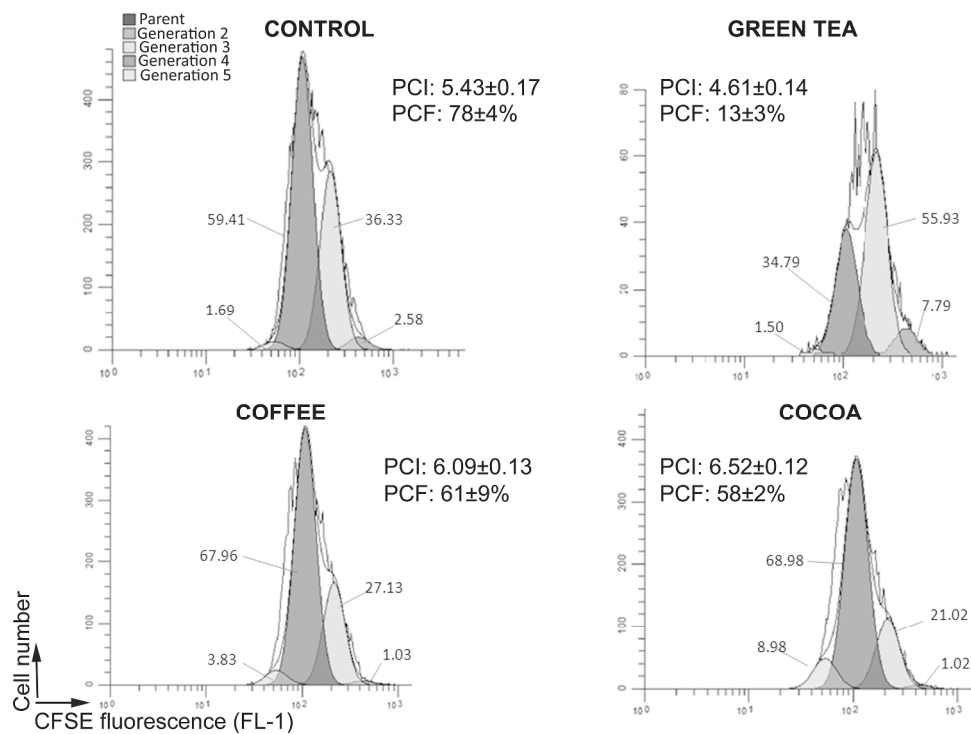 Parent
Generation 2
Generation 3
Generation 4
Generation 5
CONTROL
PCI: 5.43±0.17
PCF: 78±4%
400
300
200
100
0
59.41
36.33
1.69
2.58
10⁰
10¹
10²
10³
GREEN TEA
PCI: 4.61±0.14
PCF: 13±3%
80
60
40
20
0
55.93
34.79
7.79
1.50
10⁰
10¹
10²
10³
COFFEE
PCI: 6.09±0.13
PCF: 61±9%
400
300
200
100
0
67.96
27.13
3.83
1.03
10⁰
10¹
10²
10³
COCOA
PCI: 6.52±0.12
PCF: 58±2%
400
300
200
100
0
68.98
21.02
8.98
1.02
10⁰
10¹
10²
10³
Cell number
CFSE fluorescence (FL-1)